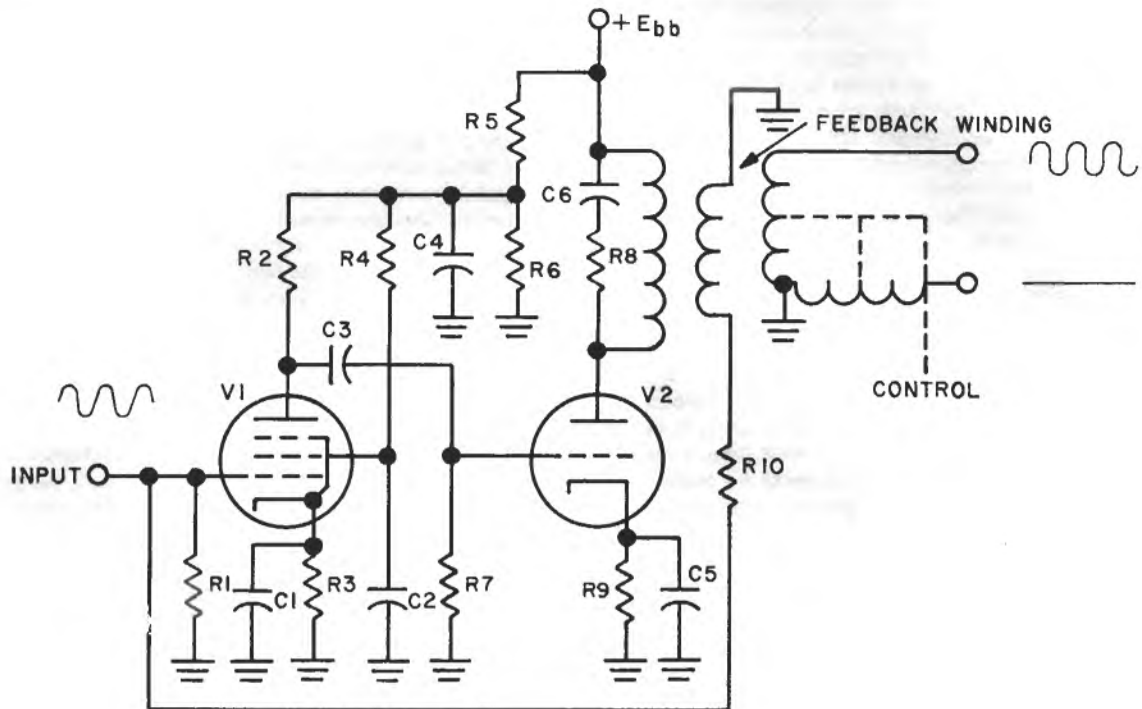 + Ebb
R5
FEEDBACK WINDING
C6
R2
R4
C4
R6
R8
C3
V1
V2
CONTROL
INPUT
R10
R1
C1
R3
C2
R7
R9
C5